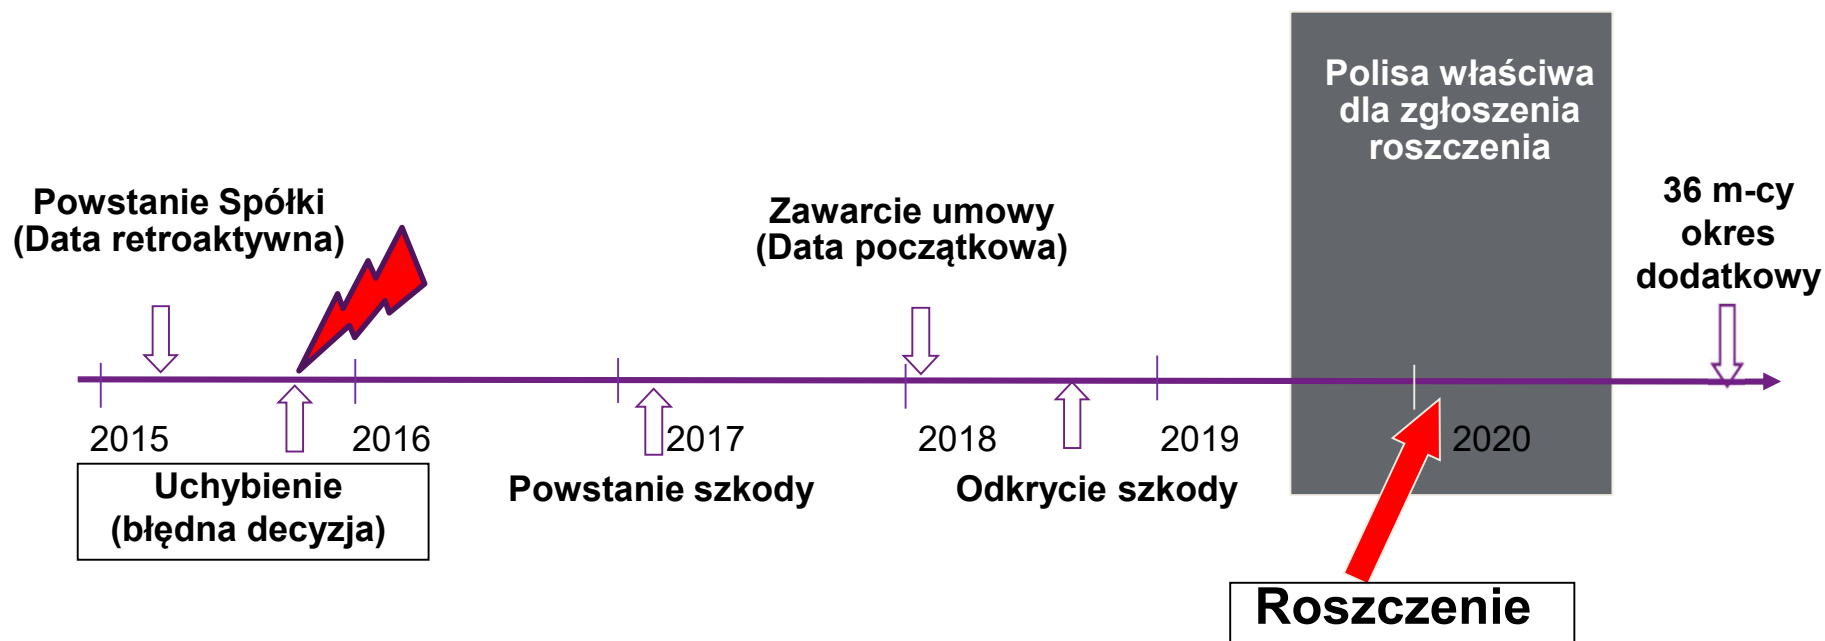 Polisa właściwa
dla zgłoszenia
roszczenia
Powstanie Spółki
(Data retroaktywna)
Zawarcie umowy
(Data początkowa)
36 m-cy
okres
dodatkowy
2015
2016
2017
2018
2019
2020
Uchybienie
(błędna decyzja)
Powstanie szkody
Odkrycie szkody
Roszczenie